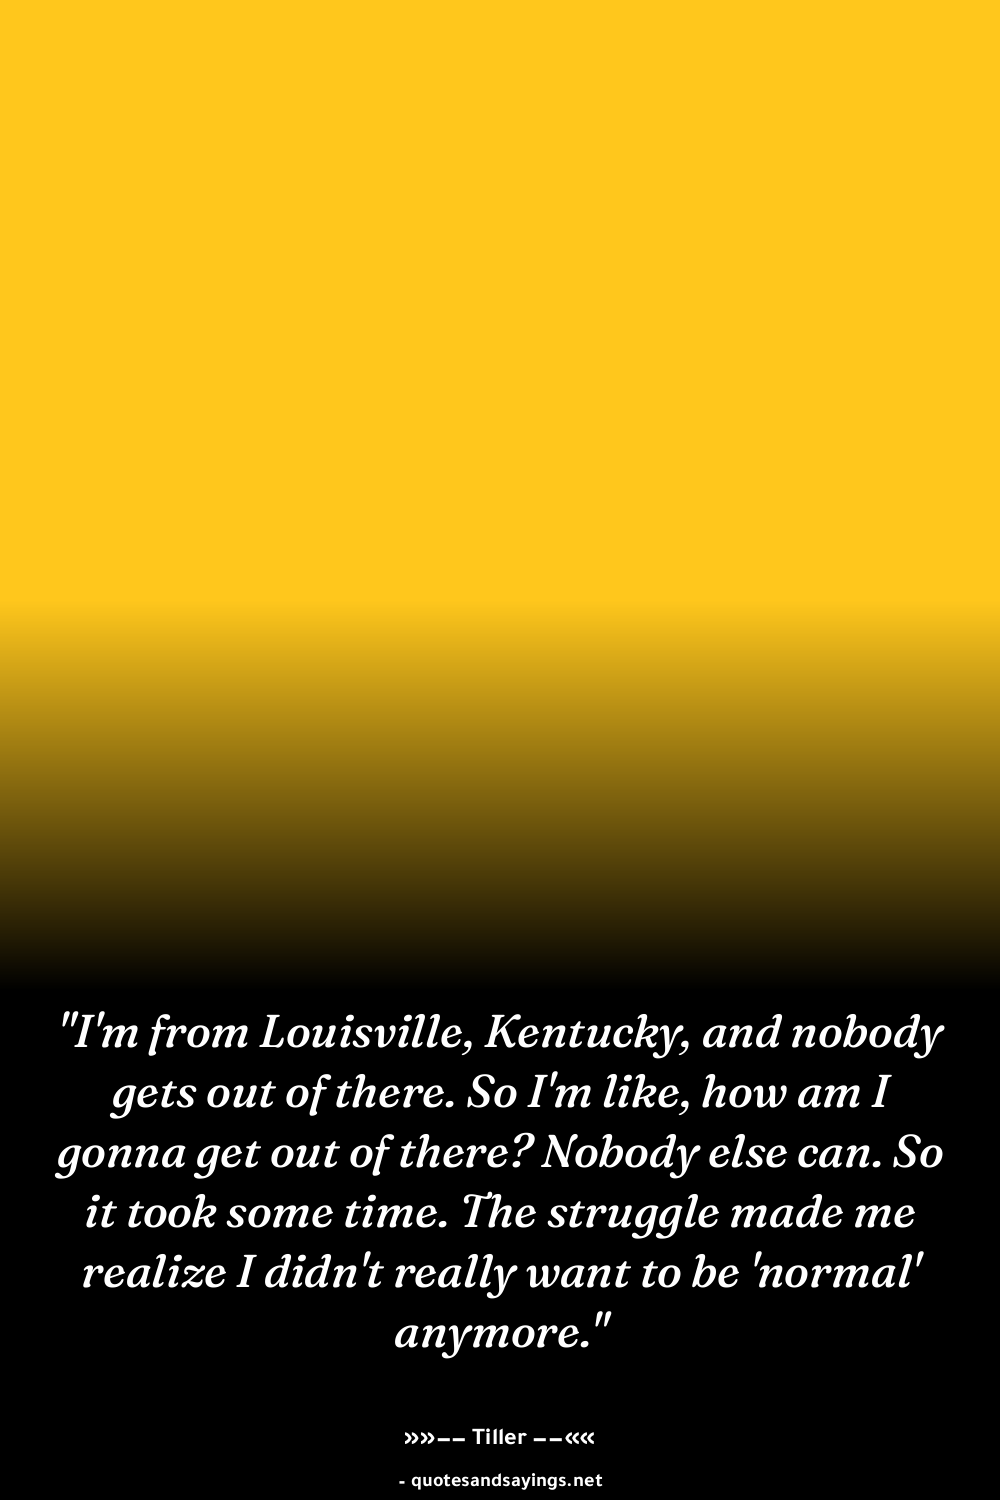 "I'm from Louisville, Kentucky, and nobody
gets out of there. So I'm like, how am I
gonna get out of there? Nobody else can. So
it took some time. The struggle made me
realize I didn't really want to be 'normal'
anymore."
»»−− Tiller −−««
- quotesandsayings.net